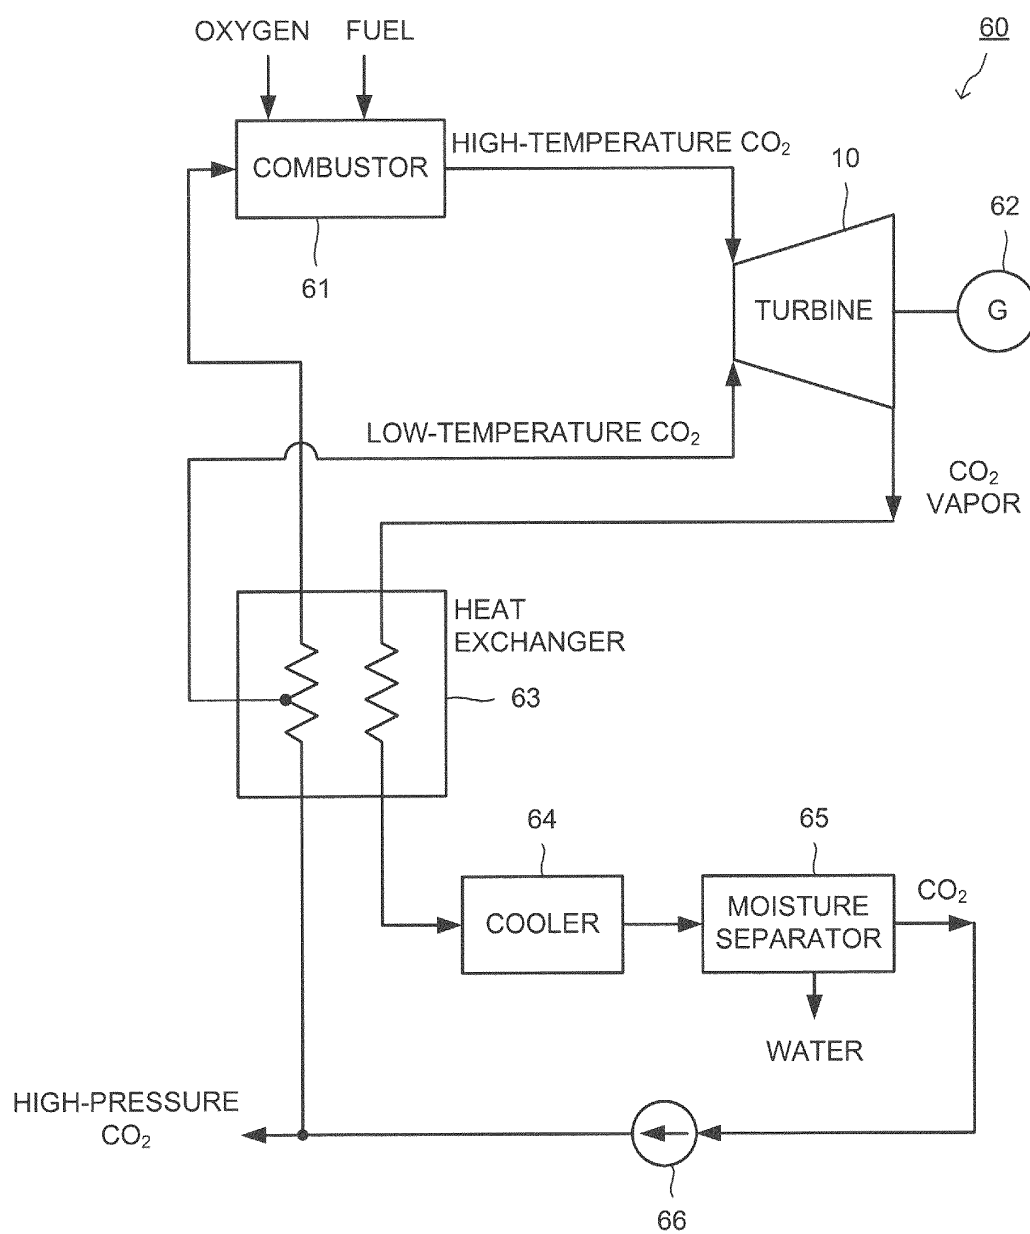 OXYGEN FUEL
60
COMBUSTOR
HIGH-TEMPERATURE CO₂
10
62
61
TURBINE
G
LOW-TEMPERATURE CO₂
CO₂
VAPOR
HEAT
EXCHANGER
63
64
65
COOLER
MOISTURE
SEPARATOR
CO₂
WATER
HIGH-PRESSURE
CO₂
66